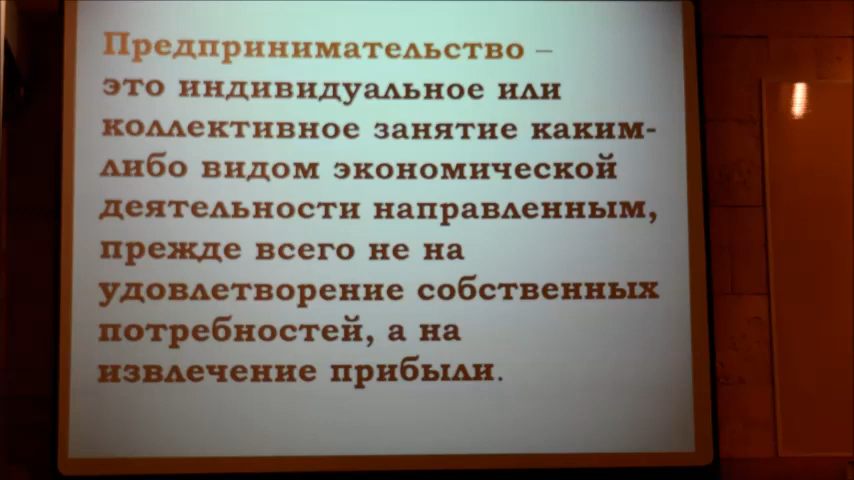 Предпринимательство –
это индивидуальное или
коллективное занятие каким-
либо видом экономической
деятельности направленным,
прежде всего не на
удовлетворение собственных
потребностей, а на
извлечение прибыли.